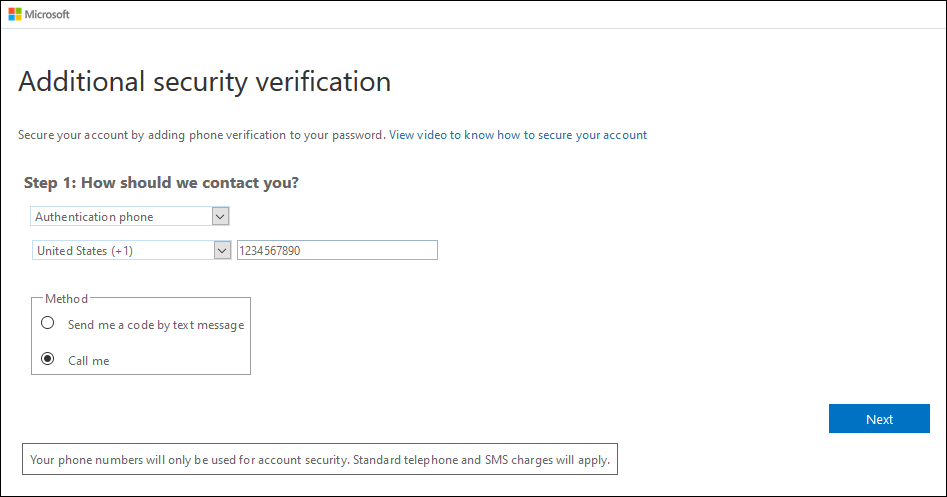 Microsoft
Additional security verification
Secure your account by adding phone verification to your password. View video to know how to secure your account
Step 1: How should we contact you?
Authentication phone
United States (+1) 1234567890
Method
Send me a code by text message
Call me
Next
Your phone numbers will only be used for account security. Standard telephone and SMS charges will apply.